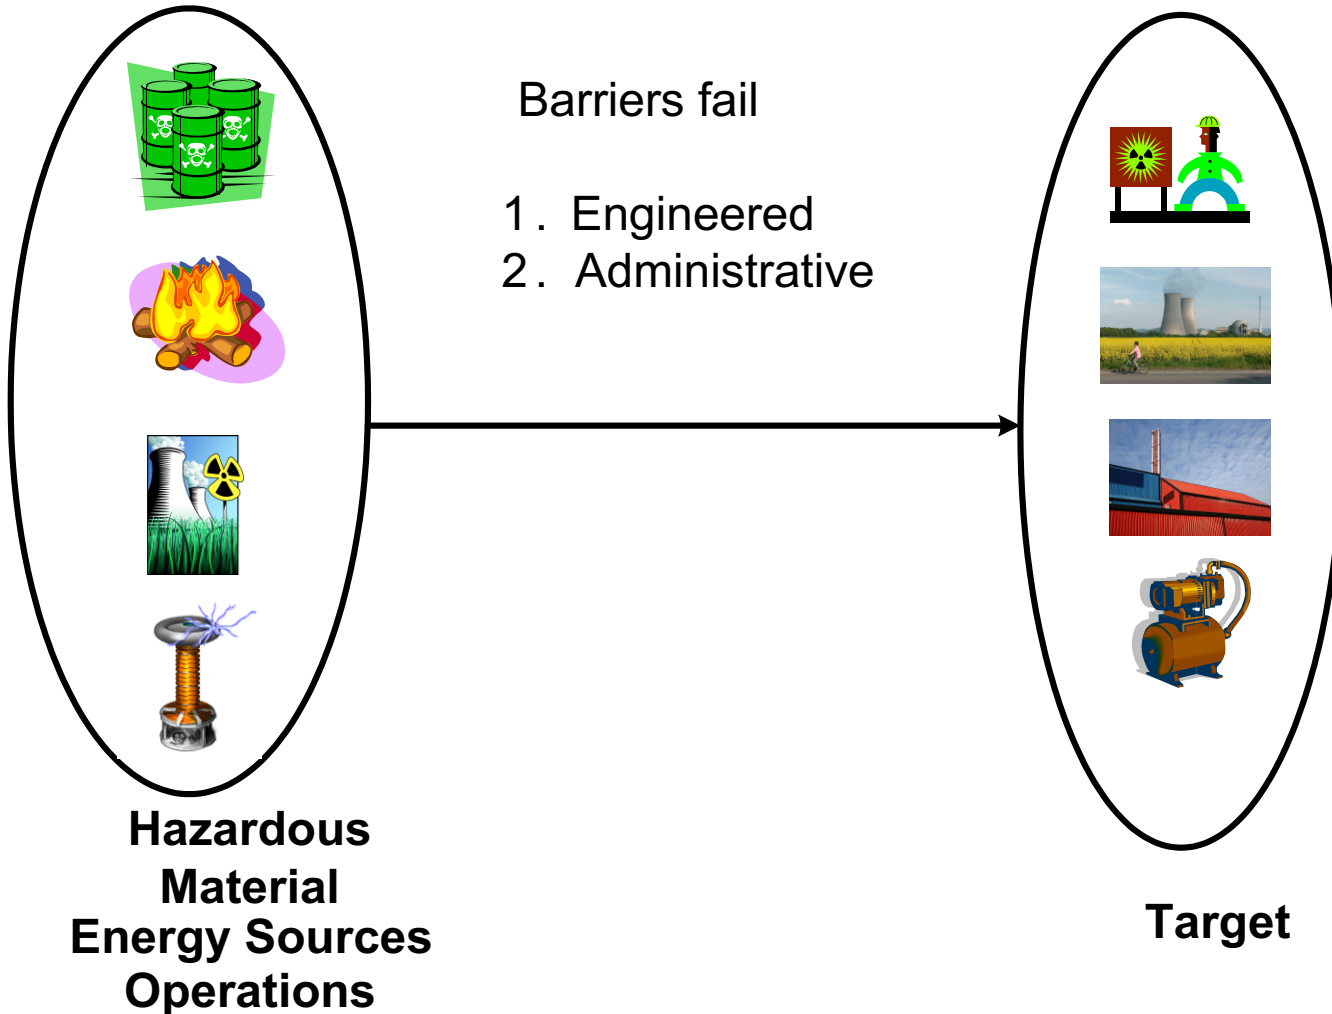 Barriers fail
1. Engineered
2. Administrative
Hazardous
Material
Energy Sources
Operations
Target